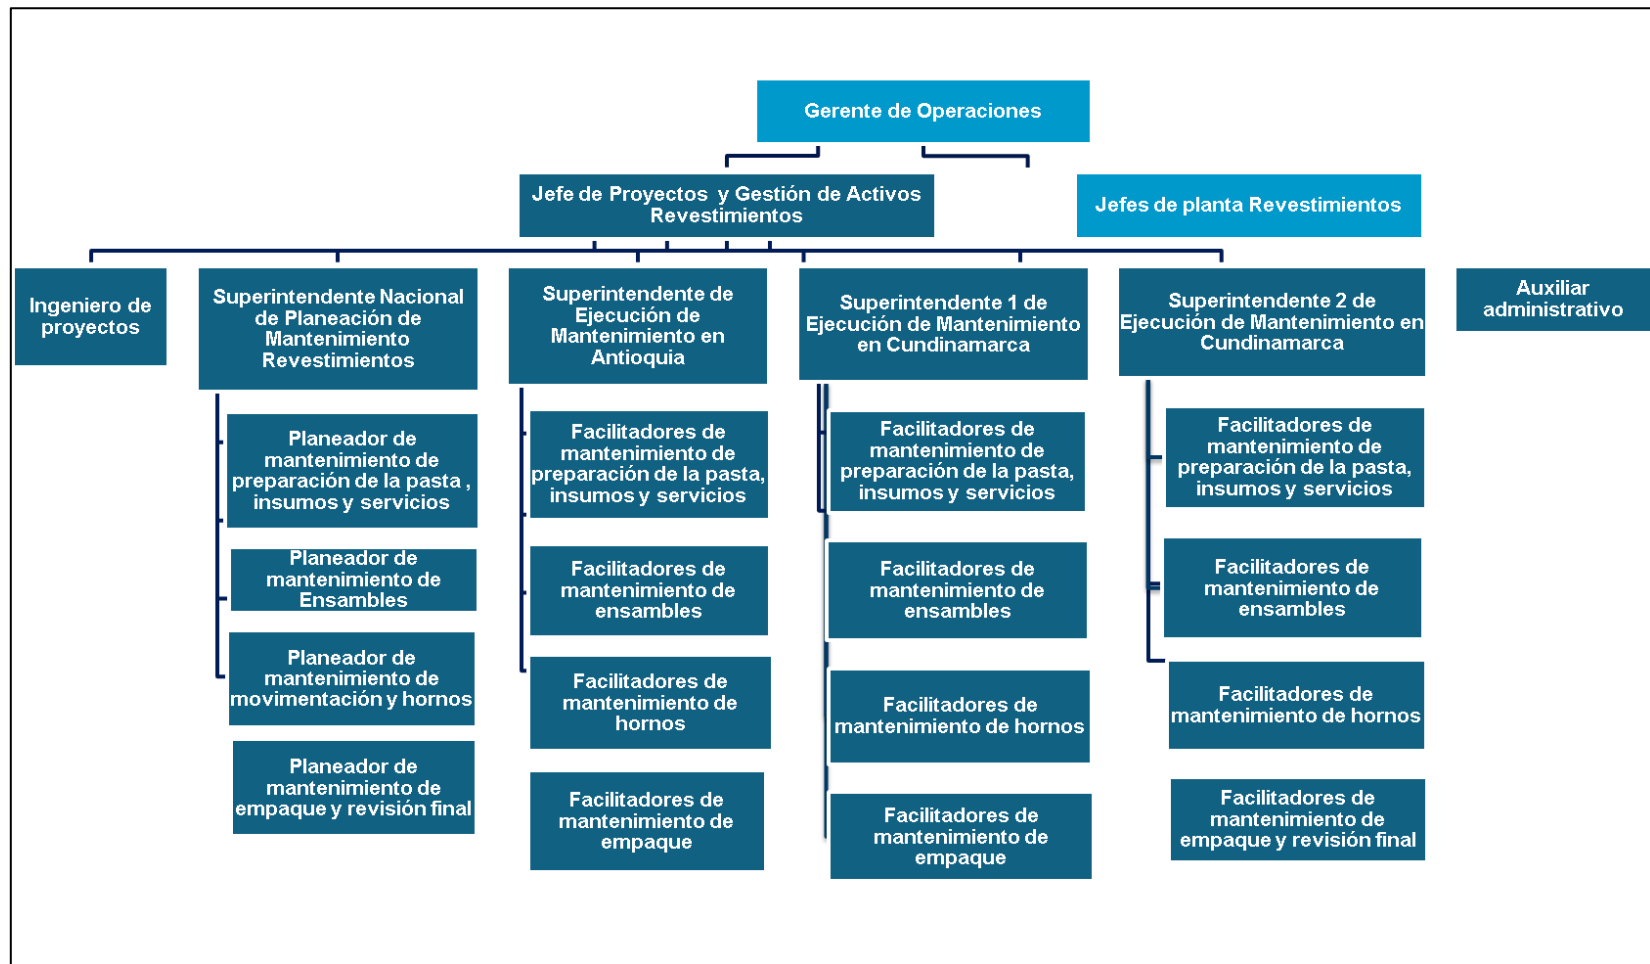 Gerente de Operaciones
Jefe de Proyectos y Gestión de Activos
Revestimientos
Jefes de planta Revestimientos
Ingeniero de
proyectos
Superintendente Nacional
de Planeación de
Mantenimiento
Revestimientos
Superintendente de
Ejecución de
Mantenimiento en
Antioquia
Superintendente 1 de
Ejecución de Mantenimiento
en Cundinamarca
Superintendente 2 de
Ejecución de Mantenimiento en
Cundinamarca
Auxiliar
administrativo
Planeador de
mantenimiento de
preparación de la pasta ,
insumos y servicios
Planeador de
mantenimiento de
Ensambles
Planeador de
mantenimiento de
movimentación y hornos
Planeador de
mantenimiento de
empaque y revisión final
Facilitadores de
mantenimiento de
preparación de la pasta,
insumos y servicios
Facilitadores de
mantenimiento de
ensambles
Facilitadores de
mantenimiento de
hornos
Facilitadores de
mantenimiento de
empaque
Facilitadores de
mantenimiento de
preparación de la pasta,
insumos y servicios
Facilitadores de
mantenimiento de
ensambles
Facilitadores de
mantenimiento de hornos
Facilitadores de
mantenimiento de
empaque
Facilitadores de
mantenimiento de
preparación de la pasta,
insumos y servicios
Facilitadores de
mantenimiento de
ensambles
Facilitadores de
mantenimiento de hornos
Facilitadores de
mantenimiento de
empaque y revisión final